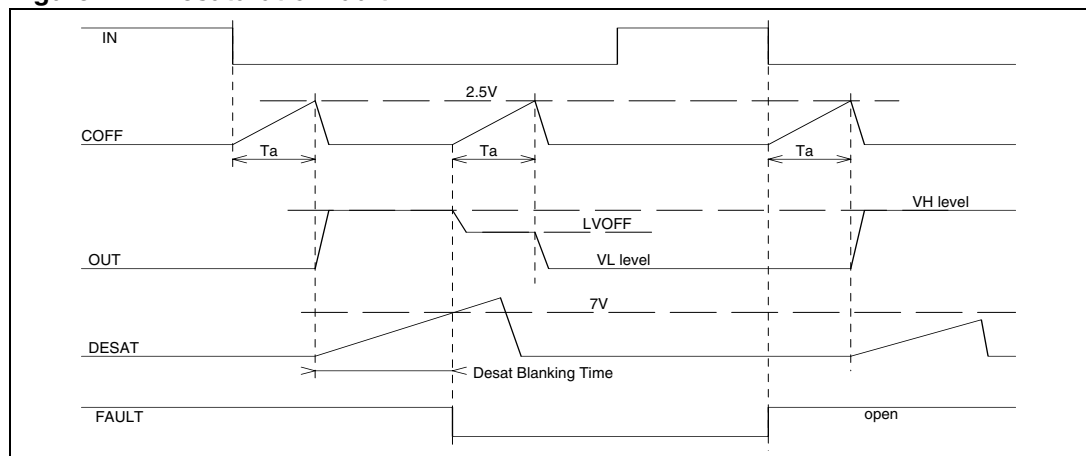 IN
2.5V
COFF
Ta
Ta
Ta
VH level
LVOFF
OUT
VL level
7V
DESAT
Desat Blanking Time
FAULT
open